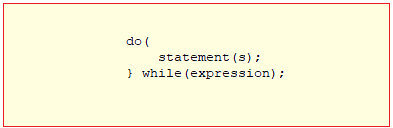 do(
statement(s);
} while(expression);